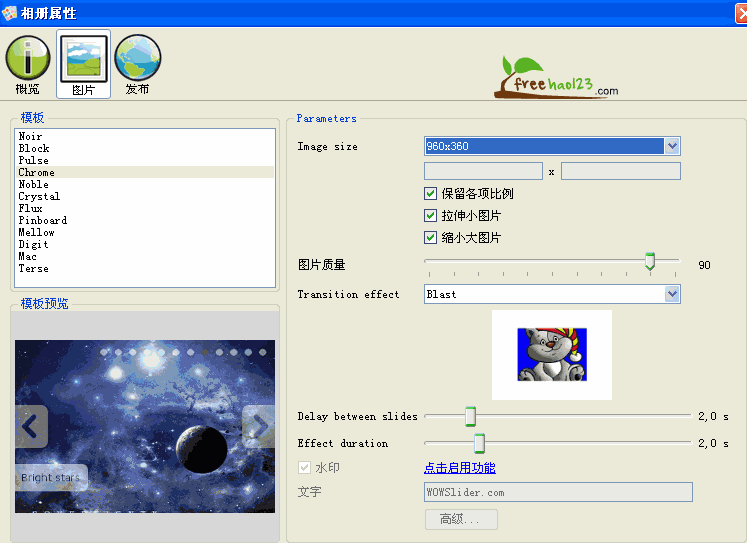 相册属性
概览
图片
发布
freehao123.com
模板
Noir
Block
Pulse
Chrome
Noble
Crystal
Flux
Pinboard
Mellow
Digit
Mac
Terse
模板预览
Bright stars
Parameters
Image size
960x360
x
保留各项比例
拉伸小图片
缩小大图片
图片质量
90
Transition effect
Blast
Delay between slides
2,0 s
Effect duration
2,0 s
水印
点击启用功能
文字
WOWSlider.com
高级...